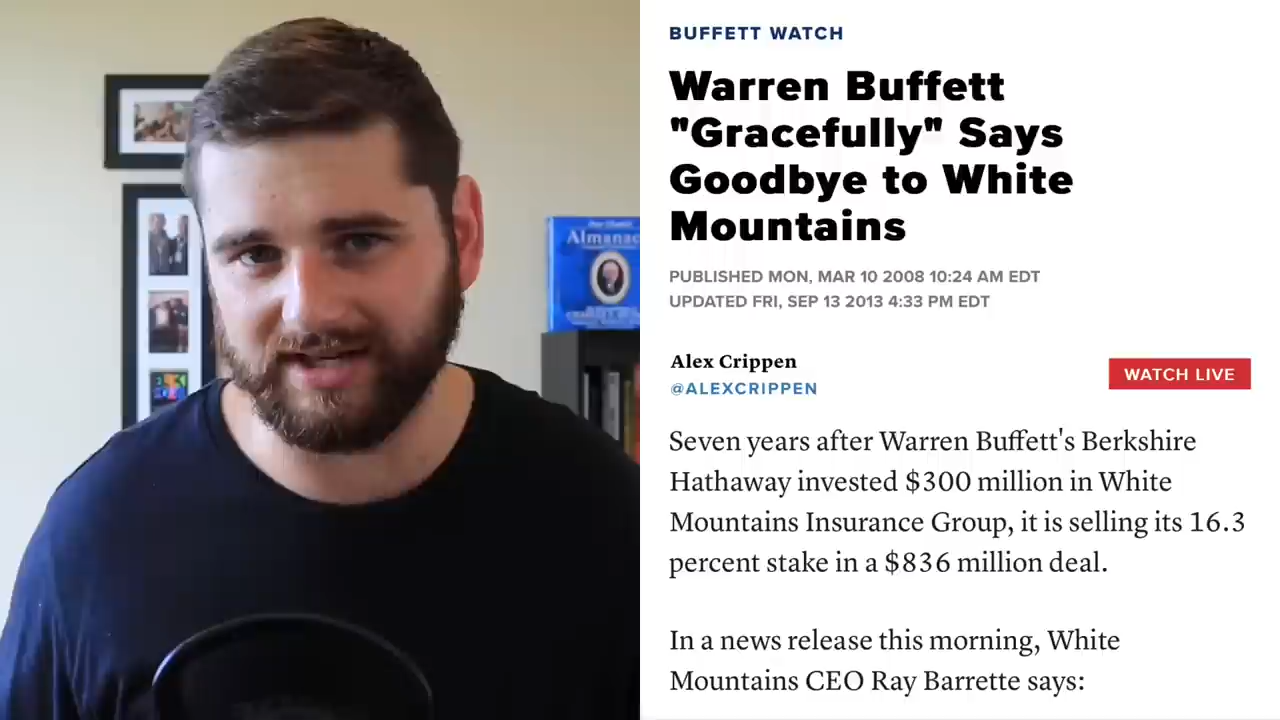 Almanac
BUFFETT WATCH
Warren Buffett
"Gracefully" Says
Goodbye to White
Mountains
PUBLISHED MON, MAR 10 2008 10:24 AM EDT
UPDATED FRI, SEP 13 2013 4:33 PM EDT
Alex Crippen
@ALEXCRIPPEN
WATCH LIVE
Seven years after Warren Buffett's Berkshire
Hathaway invested $300 million in White
Mountains Insurance Group, it is selling its 16.3
percent stake in a $836 million deal.
In a news release this morning, White
Mountains CEO Ray Barrette says: